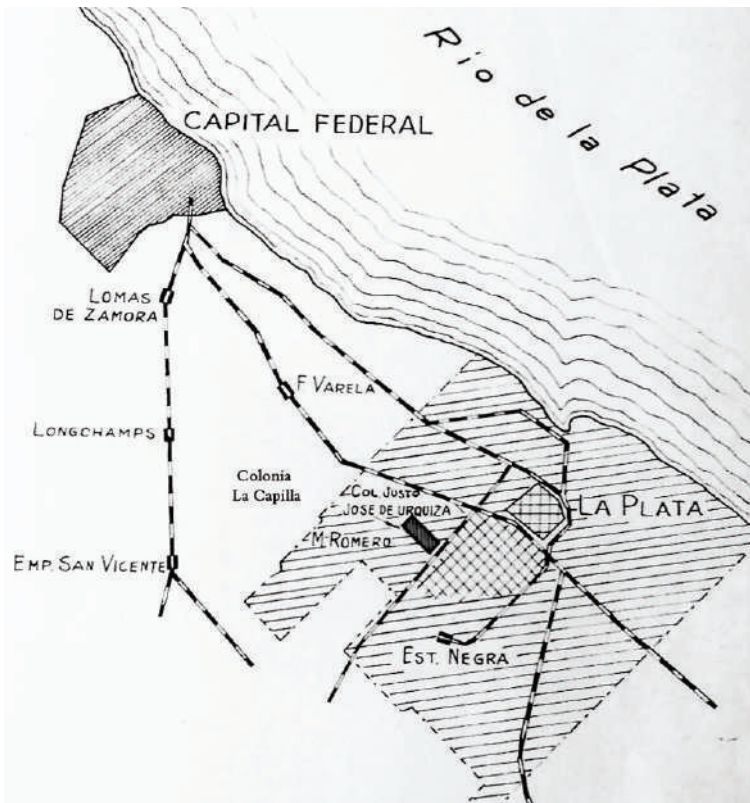 Rio de la Plata
CAPITAL FEDERAL
LOMAS
DE ZAMORA
F VARELA
LONGCHAMPS
Colonia
La Capilla
COL. JUSTO
JOSE DE URQUIZA
LA PLATA
M. ROMERO
EMP. SAN VICENTE
EST. NEGRA